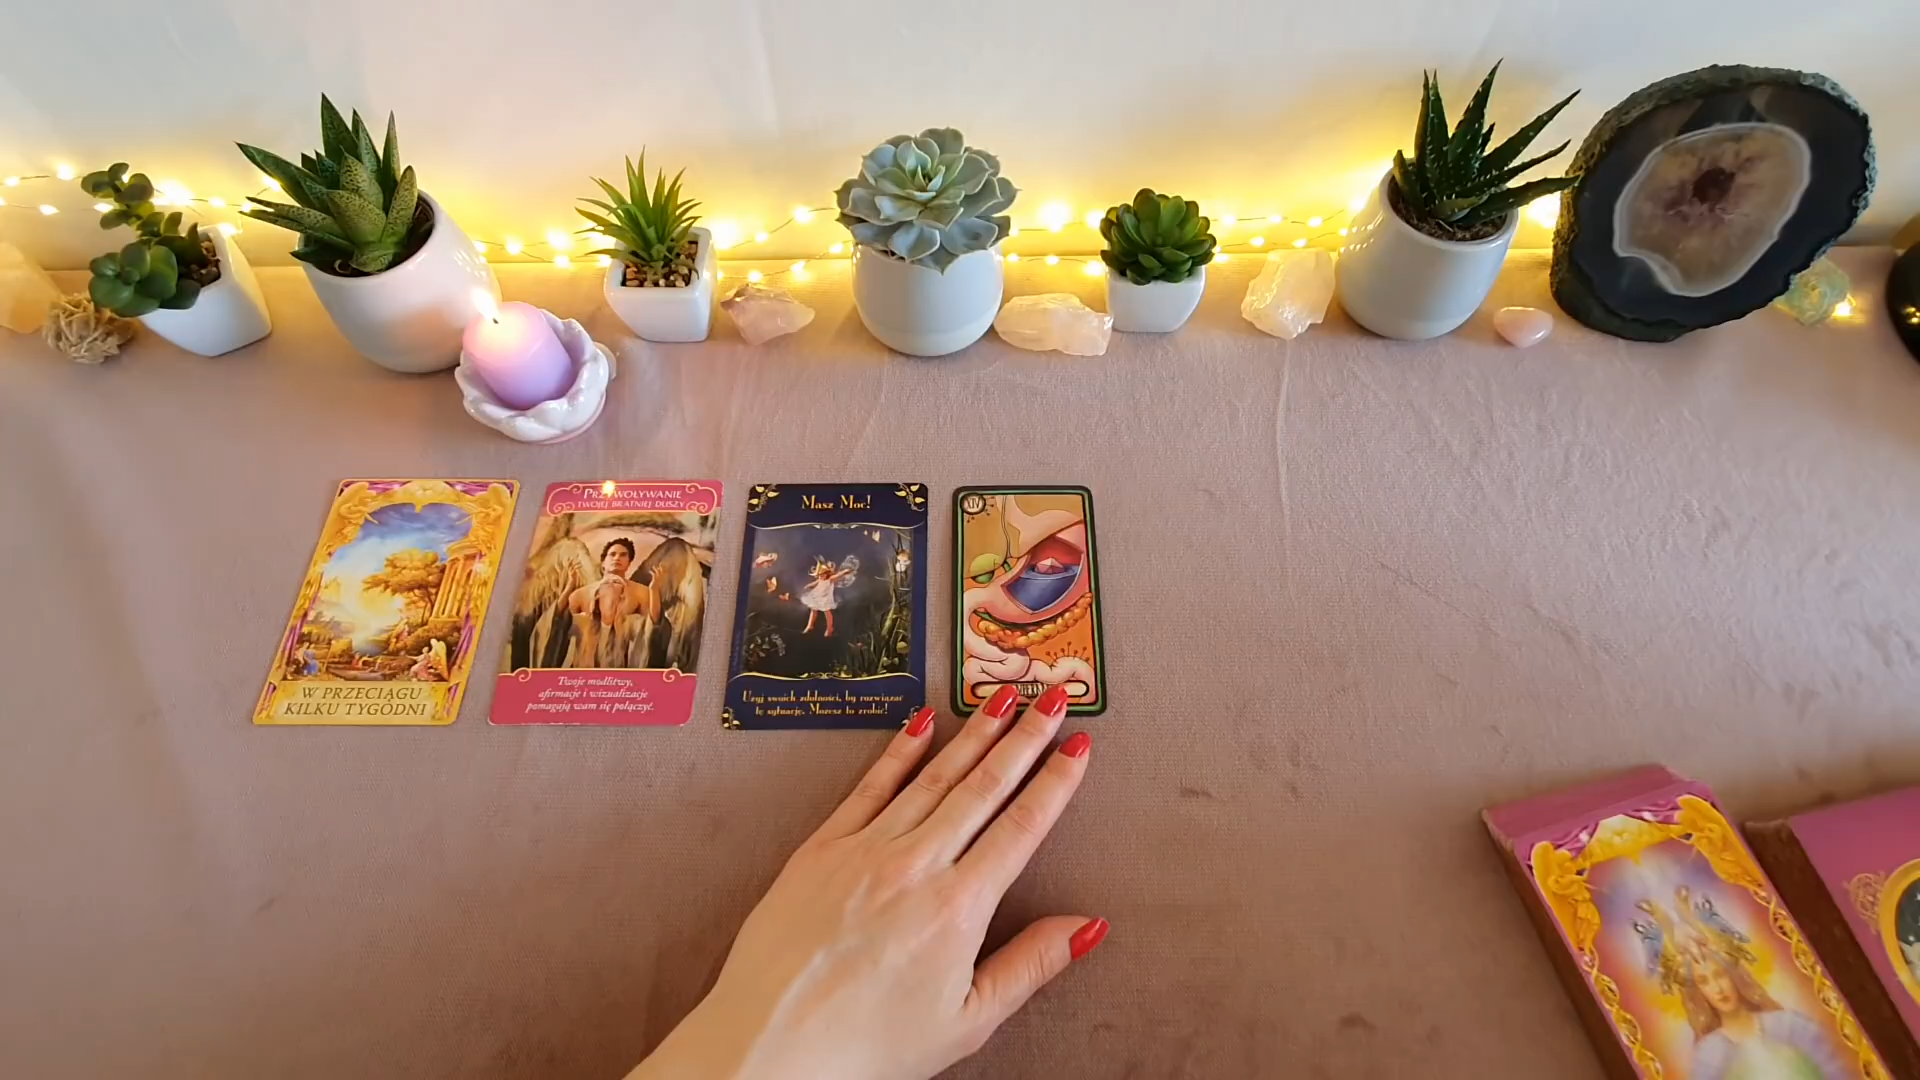 W PRZECIĄGU
KILKU TYGODNI
PRZYWOŁYWANIE
TWOJEJ BRATNIEJ DUSZY
Twoje modlitwy,
afirmacje i wizualizacje
pomagają wam się połączyć.
Masz Moc!
Użyj swoich zdolności, by rozwiązać
tę sytuację. Możesz to zrobić!
XIV